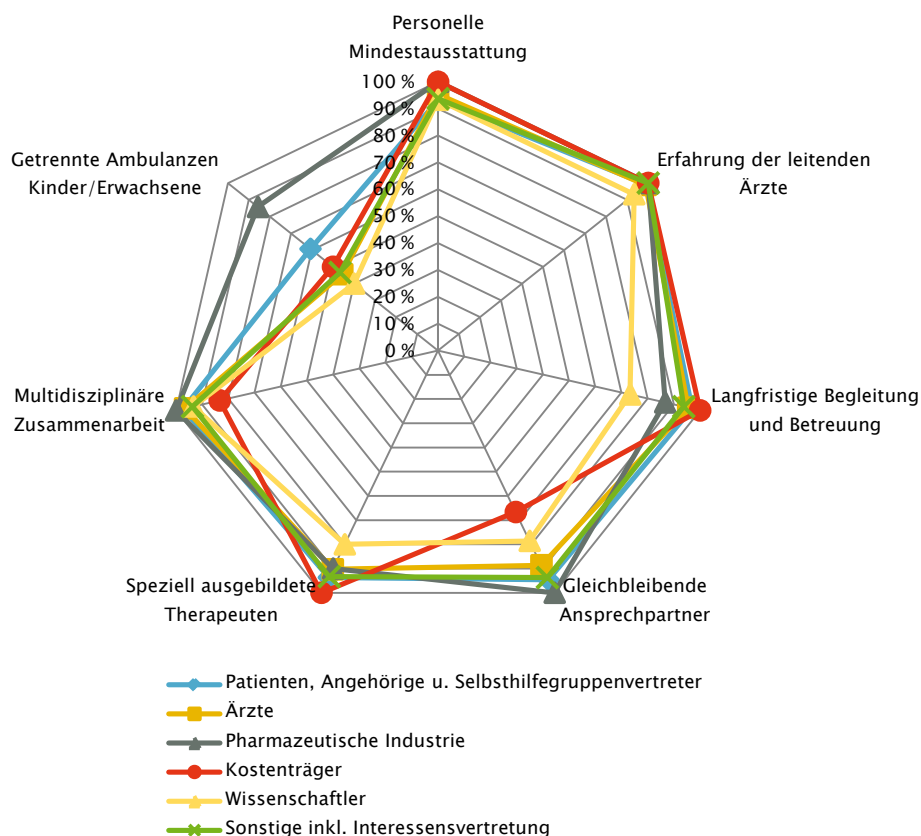 Personelle
Mindestausstattung
100 %
90 %
80 %
70 %
60 %
50 %
40 %
30 %
20 %
10 %
0 %
Getrennte Ambulanzen
Kinder/Erwachsene
Erfahrung der leitenden
Ärzte
Multidisziplinäre
Zusammenarbeit
Langfristige Begleitung
und Betreuung
Speziell ausgebildete
Therapeuten
Gleichbleibende
Ansprechpartner
Patienten, Angehörige u. Selbsthilfegruppenvertreter
Ärzte
Pharmazeutische Industrie
Kostenträger
Wissenschaftler
Sonstige inkl. Interessensvertretung